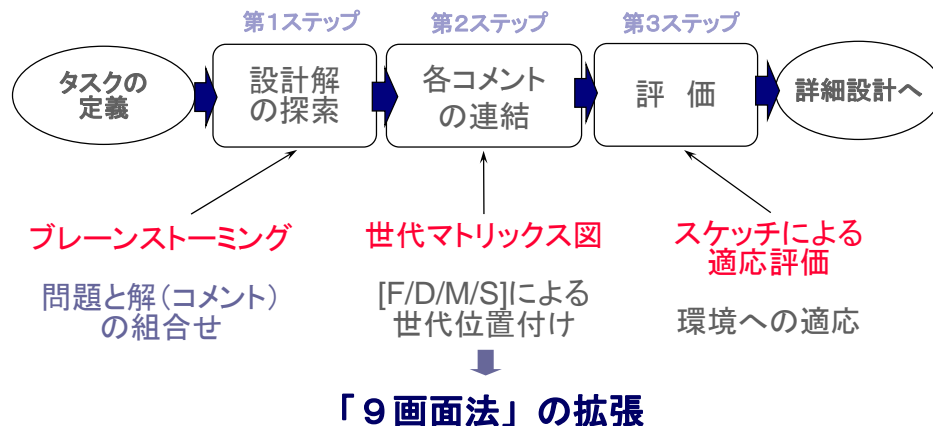 第1ステップ
第2ステップ
第3ステップ
タスクの
定義
設計解
の探索
各コメント
の連結
評 価
詳細設計へ
ブレーンストーミング
世代マトリックス図
スケッチによる
適応評価
問題と解(コメント)
の組合せ
[F/D/M/S]による
世代位置付け
環境への適応
「9画面法」の拡張